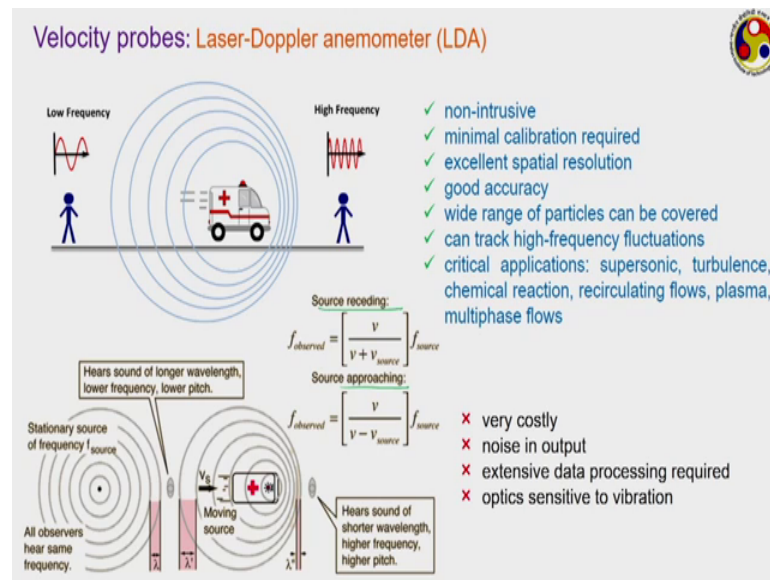 Velocity probes: Laser-Doppler anemometer (LDA)
Low Frequency
High Frequency
✓ non-intrusive
✓ minimal calibration required
✓ excellent spatial resolution
✓ good accuracy
✓ wide range of particles can be covered
✓ can track high-frequency fluctuations
✓ critical applications: supersonic, turbulence,
chemical reaction, recirculating flows, plasma,
multiphase flows
Source receding:
f_observed = [v / (v + v_source)] f_source
Source approaching:
f_observed = [v / (v − v_source)] f_source
Hears sound of longer wavelength,
lower frequency, lower pitch.
Stationary source
of frequency f_source
All observers
hear same
frequency.
λ
λ'
V_S
Moving
source
λ"
Hears sound of
shorter wavelength,
higher frequency,
higher pitch.
× very costly
× noise in output
× extensive data processing required
× optics sensitive to vibration